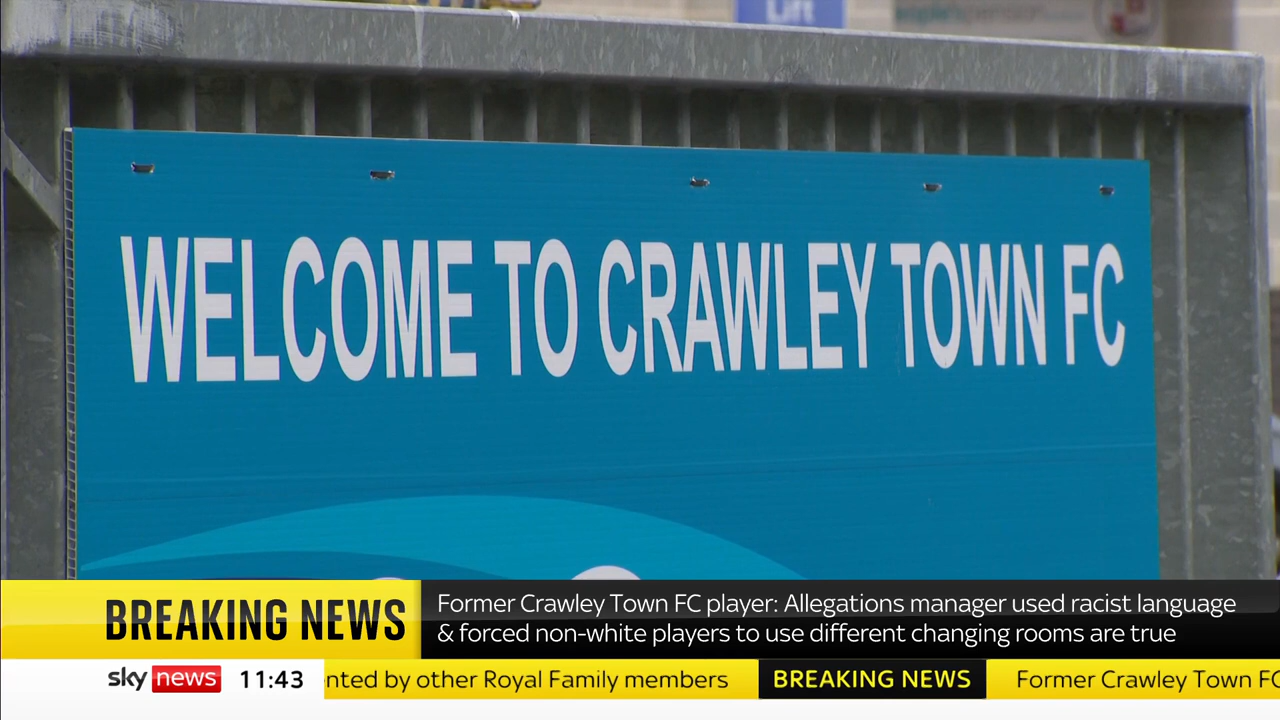 Lift
WELCOME TO CRAWLEY TOWN FC
BREAKING NEWS
Former Crawley Town FC player: Allegations manager used racist language
& forced non-white players to use different changing rooms are true
sky news 11:43 nted by other Royal Family members BREAKING NEWS Former Crawley Town FC